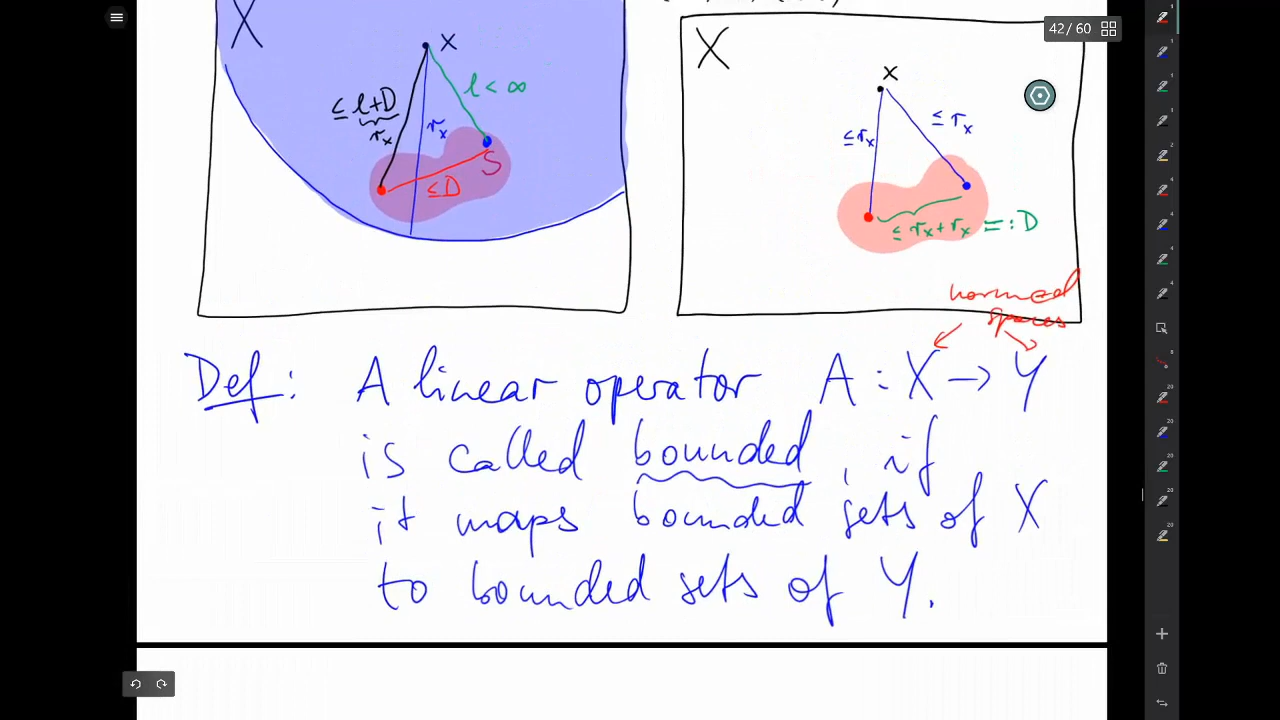 X
x
l < ∞
≤ l+D
r_x
r_x
S
≤ D
42/60
X
x
≤ r_x
≤ r_x
≤ r_x + r_x =: D
normed
spaces
Def: A linear operator A : X → Y
is called bounded, if
it maps bounded sets of X
to bounded sets of Y.